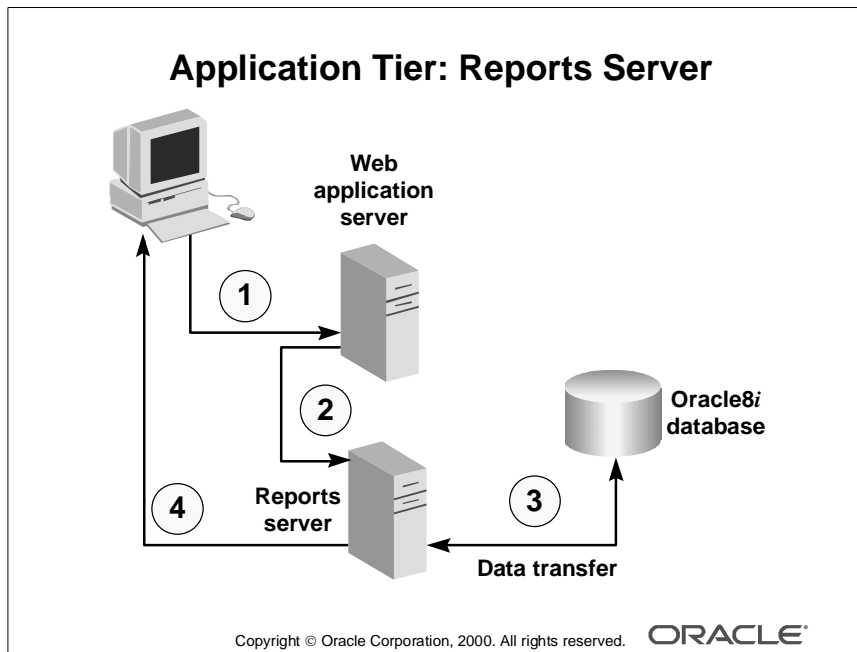 Application Tier: Reports Server
Web
application
server
1
2
Oracle8i
database
Reports
server
3
4
Data transfer
Copyright © Oracle Corporation, 2000. All rights reserved.
ORACLE®